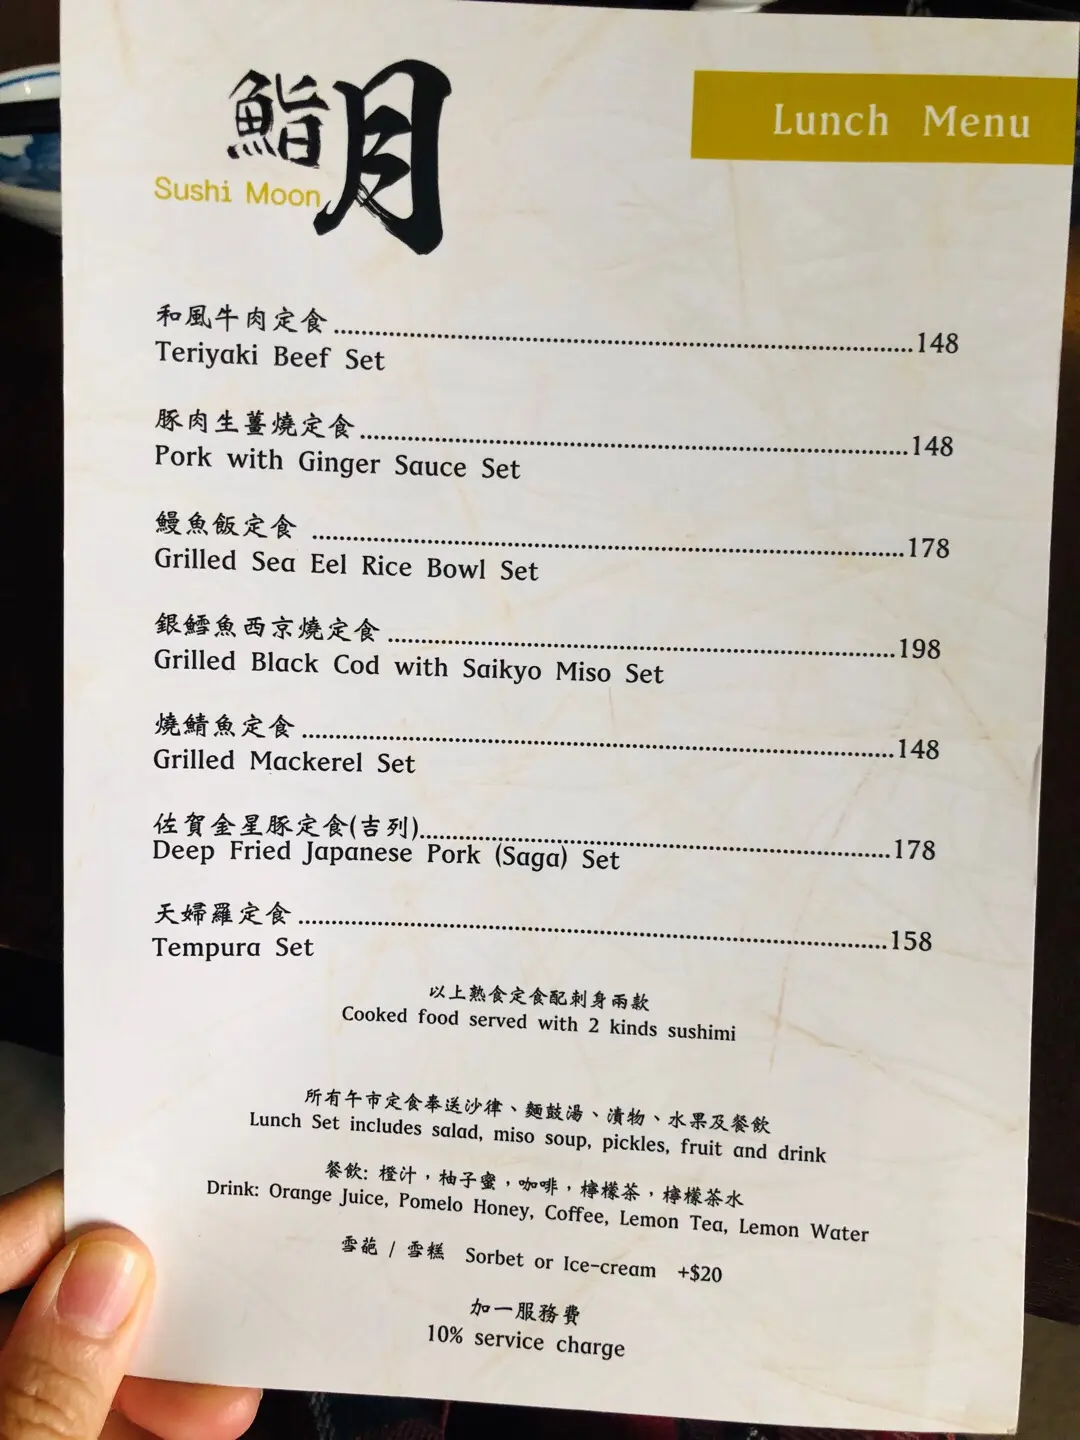 鮨月
Sushi Moon
Lunch Menu
和風牛肉定食 148
Teriyaki Beef Set
豚肉生薑燒定食 148
Pork with Ginger Sauce Set
鰻魚飯定食 178
Grilled Sea Eel Rice Bowl Set
銀鱈魚西京燒定食 198
Grilled Black Cod with Saikyo Miso Set
燒鯖魚定食 148
Grilled Mackerel Set
佐賀金星豚定食(吉列) 178
Deep Fried Japanese Pork (Saga) Set
天婦羅定食 158
Tempura Set
以上熟食定食配刺身兩款
Cooked food served with 2 kinds sushimi
所有午市定食奉送沙律、麵鼓湯、漬物、水果及餐飲
Lunch Set includes salad, miso soup, pickles, fruit and drink
餐飲: 橙汁，柚子蜜，咖啡，檸檬茶，檸檬茶水
Drink: Orange Juice, Pomelo Honey, Coffee, Lemon Tea, Lemon Water
雪葩 / 雪糕 Sorbet or Ice-cream +$20
加一服務費
10% service charge